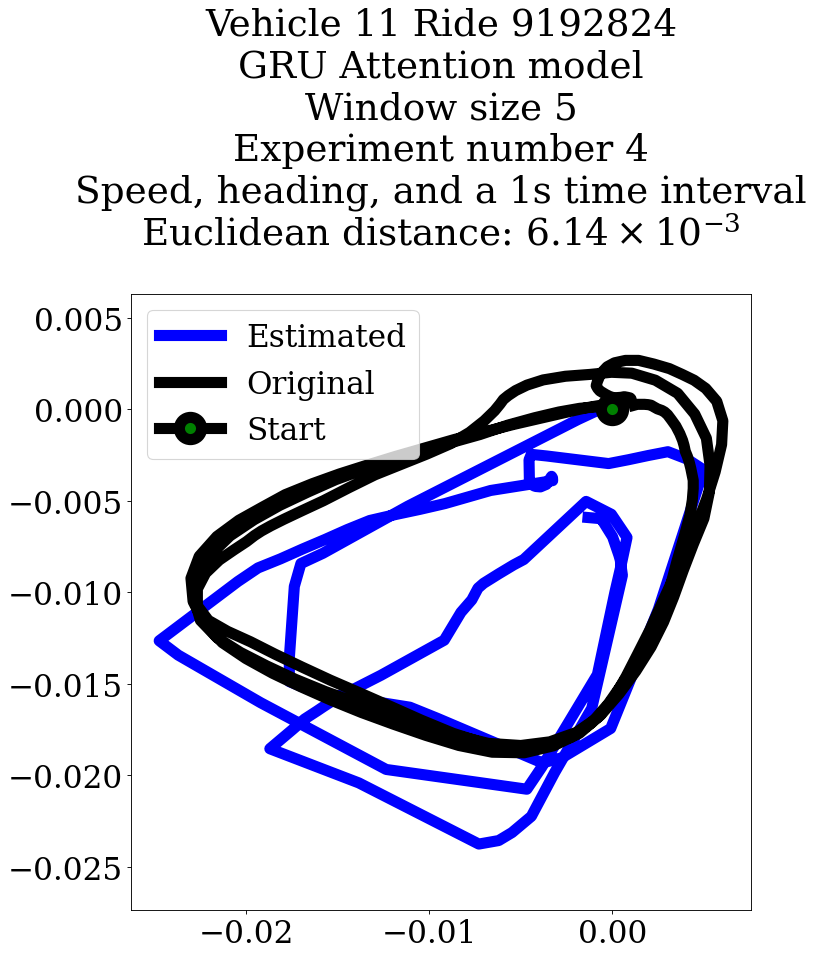 Vehicle 11 Ride 9192824
GRU Attention model
Window size 5
Experiment number 4
Speed, heading, and a 1s time interval
Euclidean distance: 6.14 × 10⁻³
Estimated
Original
Start
0.005
0.000
−0.005
−0.010
−0.015
−0.020
−0.025
−0.02 −0.01 0.00